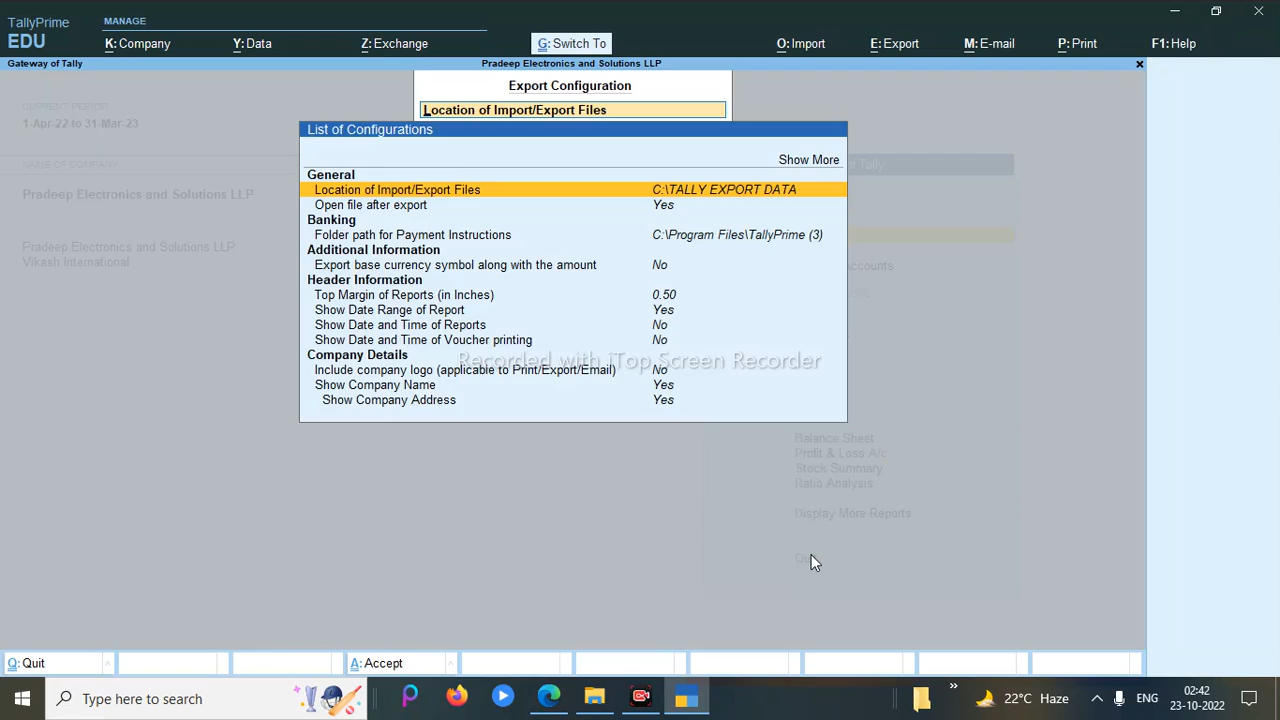 TallyPrime
EDU
MANAGE
K: Company
Y: Data
Z: Exchange
G: Switch To
O: Import
E: Export
M: E-mail
P: Print
F1: Help
Gateway of Tally
Pradeep Electronics and Solutions LLP
×
CURRENT PERIOD
1-Apr-22 to 31-Mar-23
NAME OF COMPANY
Pradeep Electronics and Solutions LLP
Pradeep Electronics and Solutions LLP
Vikash International
Export Configuration
Location of Import/Export Files
List of Configurations
Show More
General
Location of Import/Export Files C:\TALLY EXPORT DATA
Open file after export Yes
Banking
Folder path for Payment Instructions C:\Program Files\TallyPrime (3)
Additional Information
Export base currency symbol along with the amount No
Header Information
Top Margin of Reports (in Inches) 0.50
Show Date Range of Report Yes
Show Date and Time of Reports No
Show Date and Time of Voucher printing No
Company Details
Include company logo (applicable to Print/Export/Email) No
Show Company Name Yes
Show Company Address Yes
Recorded with iTop Screen Recorder
Tally
Accounts
Balance Sheet
Profit & Loss A/c
Stock Summary
Ratio Analysis
Display More Reports
Q: Quit
A: Accept
Type here to search
22°C Haze
ENG
02:42
23-10-2022